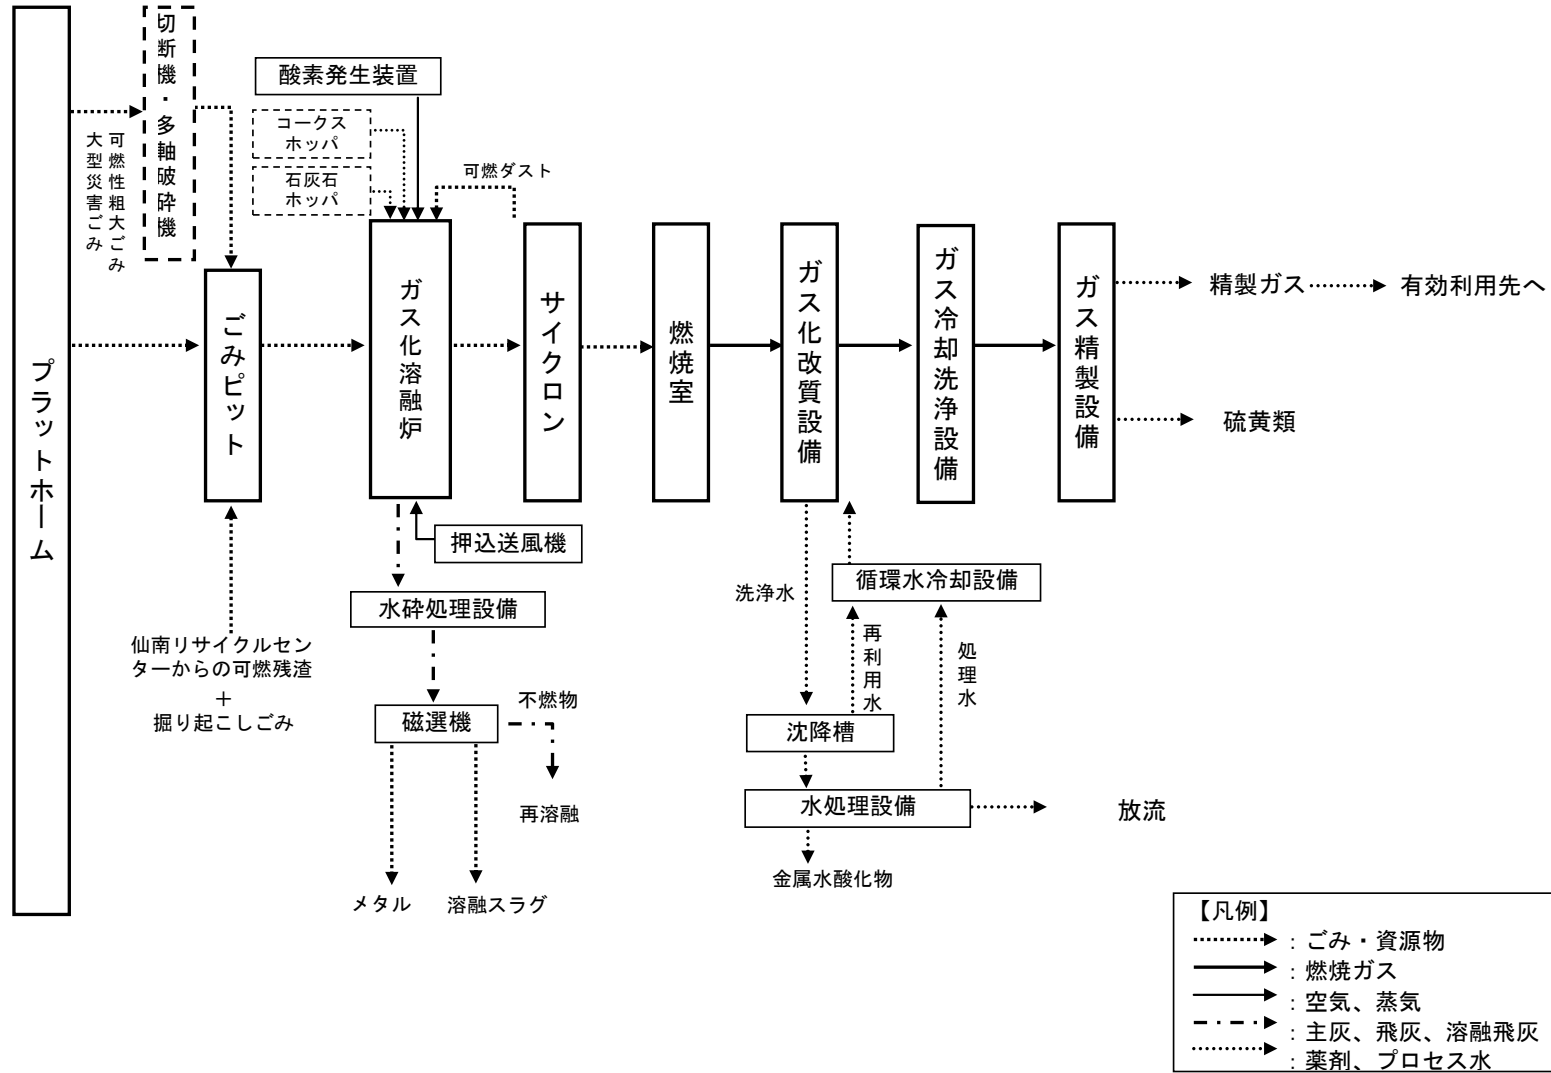 プラットホーム
大型災害ごみ
可燃性粗大ごみ
切断機・多軸破砕機
ごみピット
仙南リサイクルセン
ターからの可燃残渣
＋
掘り起こしごみ
酸素発生装置
コークス
ホッパ
石灰石
ホッパ
可燃ダスト
ガス化溶融炉
押込送風機
水砕処理設備
磁選機
不燃物
再溶融
メタル
溶融スラグ
サイクロン
燃焼室
ガス化改質設備
ガス冷却洗浄設備
ガス精製設備
精製ガス
有効利用先へ
硫黄類
洗浄水
循環水冷却設備
再利用水
処理水
沈降槽
水処理設備
放流
金属水酸化物
【凡例】
：ごみ・資源物
：燃焼ガス
：空気、蒸気
：主灰、飛灰、溶融飛灰
：薬剤、プロセス水